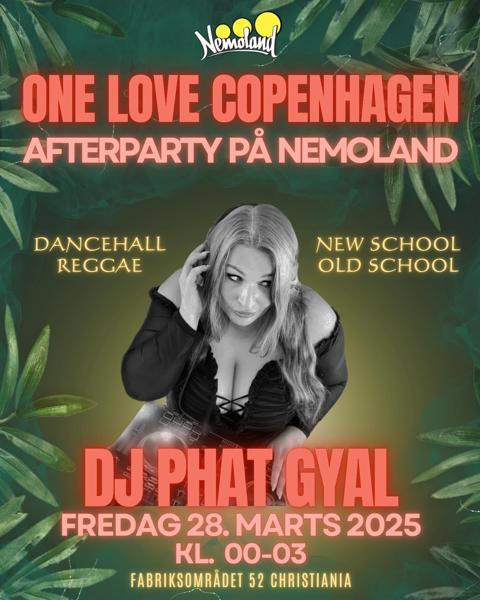 Nemoland
ONE LOVE COPENHAGEN
AFTERPARTY PÅ NEMOLAND
DANCEHALL
REGGAE
NEW SCHOOL
OLD SCHOOL
DJ PHAT GYAL
FREDAG 28. MARTS 2025
KL. 00-03
FABRIKSOMRÅDET 52 CHRISTIANIA